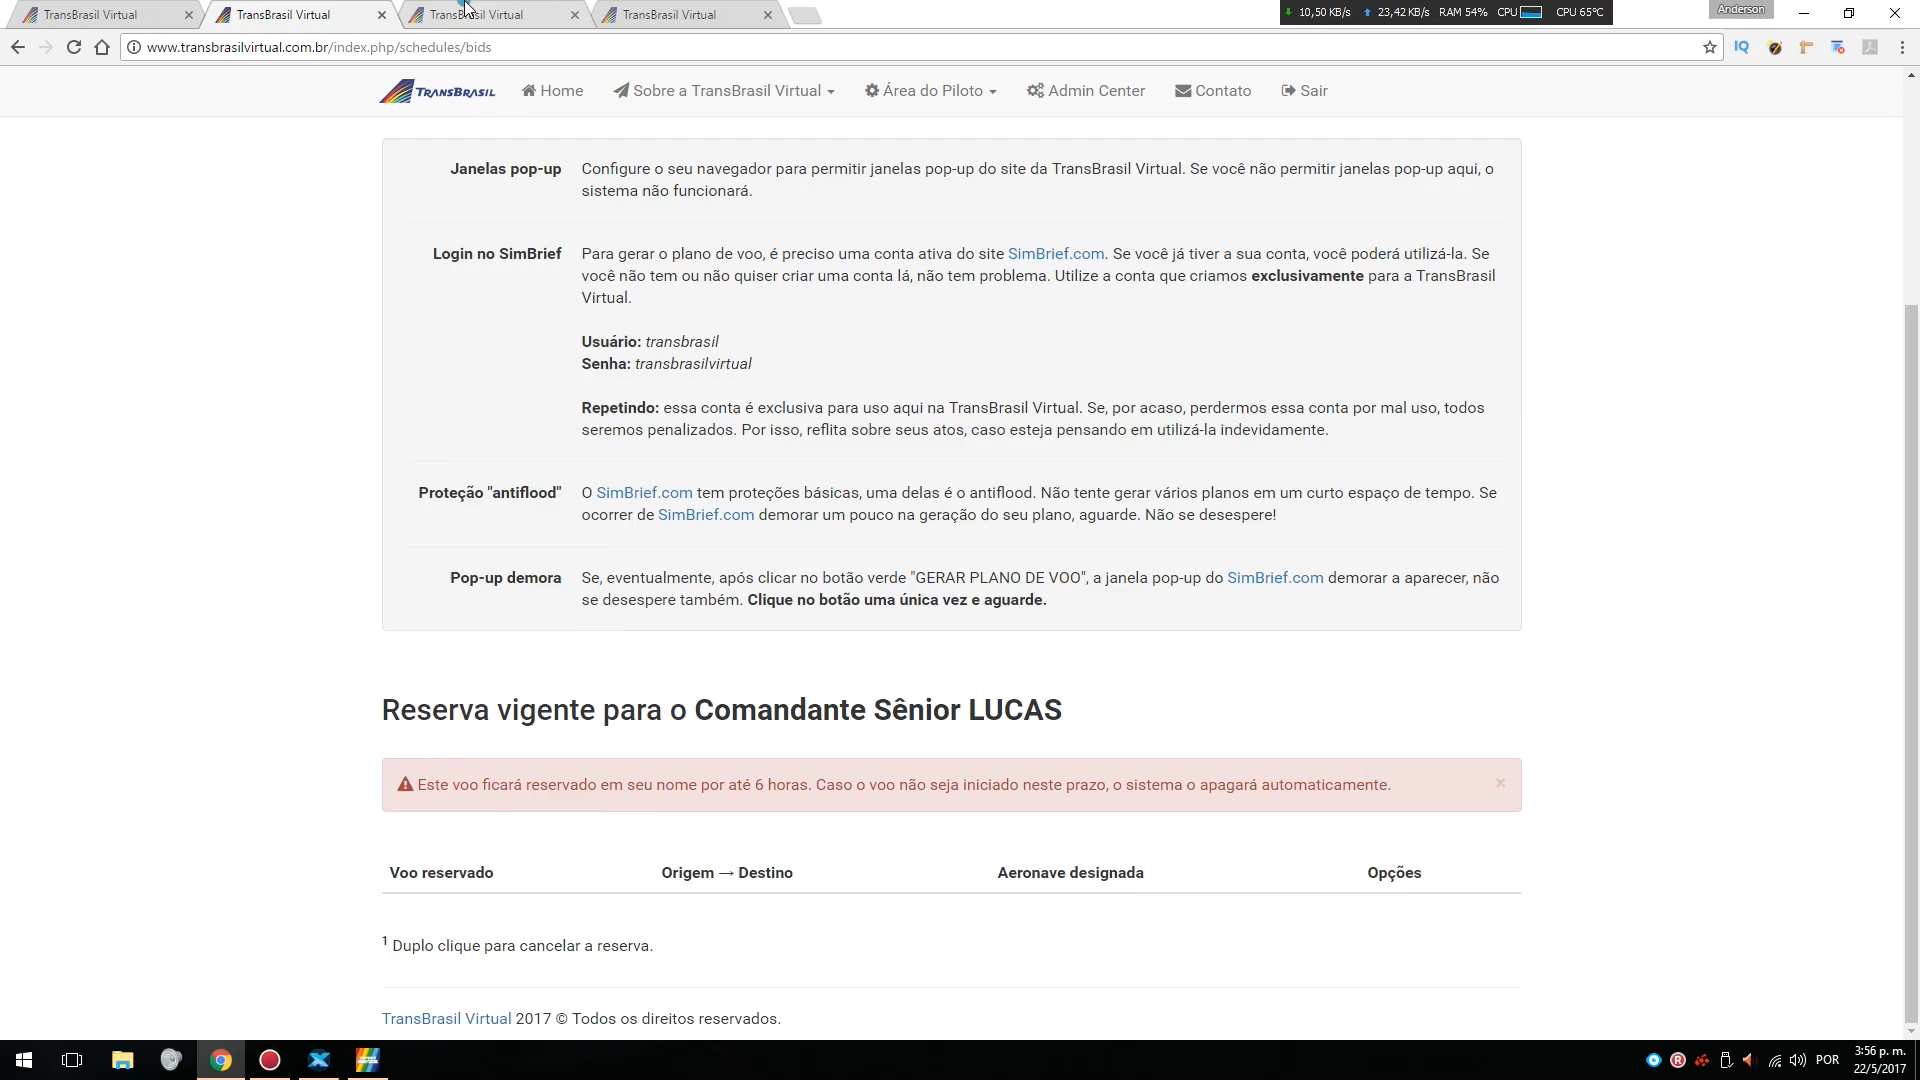 TransBrasil Virtual
TransBrasil Virtual
TransBrasil Virtual
TransBrasil Virtual
10,50 KB/s 23,42 KB/s RAM 54% CPU CPU 65°C
Anderson
www.transbrasilvirtual.com.br/index.php/schedules/bids
IQ
TRANSBRASIL
Home
Sobre a TransBrasil Virtual
Área do Piloto
Admin Center
Contato
Sair
Janelas pop-up
Configure o seu navegador para permitir janelas pop-up do site da TransBrasil Virtual. Se você não permitir janelas pop-up aqui, o
sistema não funcionará.
Login no SimBrief
Para gerar o plano de voo, é preciso uma conta ativa do site SimBrief.com. Se você já tiver a sua conta, você poderá utilizá-la. Se
você não tem ou não quiser criar uma conta lá, não tem problema. Utilize a conta que criamos exclusivamente para a TransBrasil
Virtual.
Usuário: transbrasil
Senha: transbrasilvirtual
Repetindo: essa conta é exclusiva para uso aqui na TransBrasil Virtual. Se, por acaso, perdermos essa conta por mal uso, todos
seremos penalizados. Por isso, reflita sobre seus atos, caso esteja pensando em utilizá-la indevidamente.
Proteção "antiflood"
O SimBrief.com tem proteções básicas, uma delas é o antiflood. Não tente gerar vários planos em um curto espaço de tempo. Se
ocorrer de SimBrief.com demorar um pouco na geração do seu plano, aguarde. Não se desespere!
Pop-up demora
Se, eventualmente, após clicar no botão verde "GERAR PLANO DE VOO", a janela pop-up do SimBrief.com demorar a aparecer, não
se desespere também. Clique no botão uma única vez e aguarde.
Reserva vigente para o Comandante Sênior LUCAS
Este voo ficará reservado em seu nome por até 6 horas. Caso o voo não seja iniciado neste prazo, o sistema o apagará automaticamente.
×
Voo reservado
Origem → Destino
Aeronave designada
Opções
1 Duplo clique para cancelar a reserva.
TransBrasil Virtual 2017 © Todos os direitos reservados.
POR
3:56 p. m.
22/5/2017